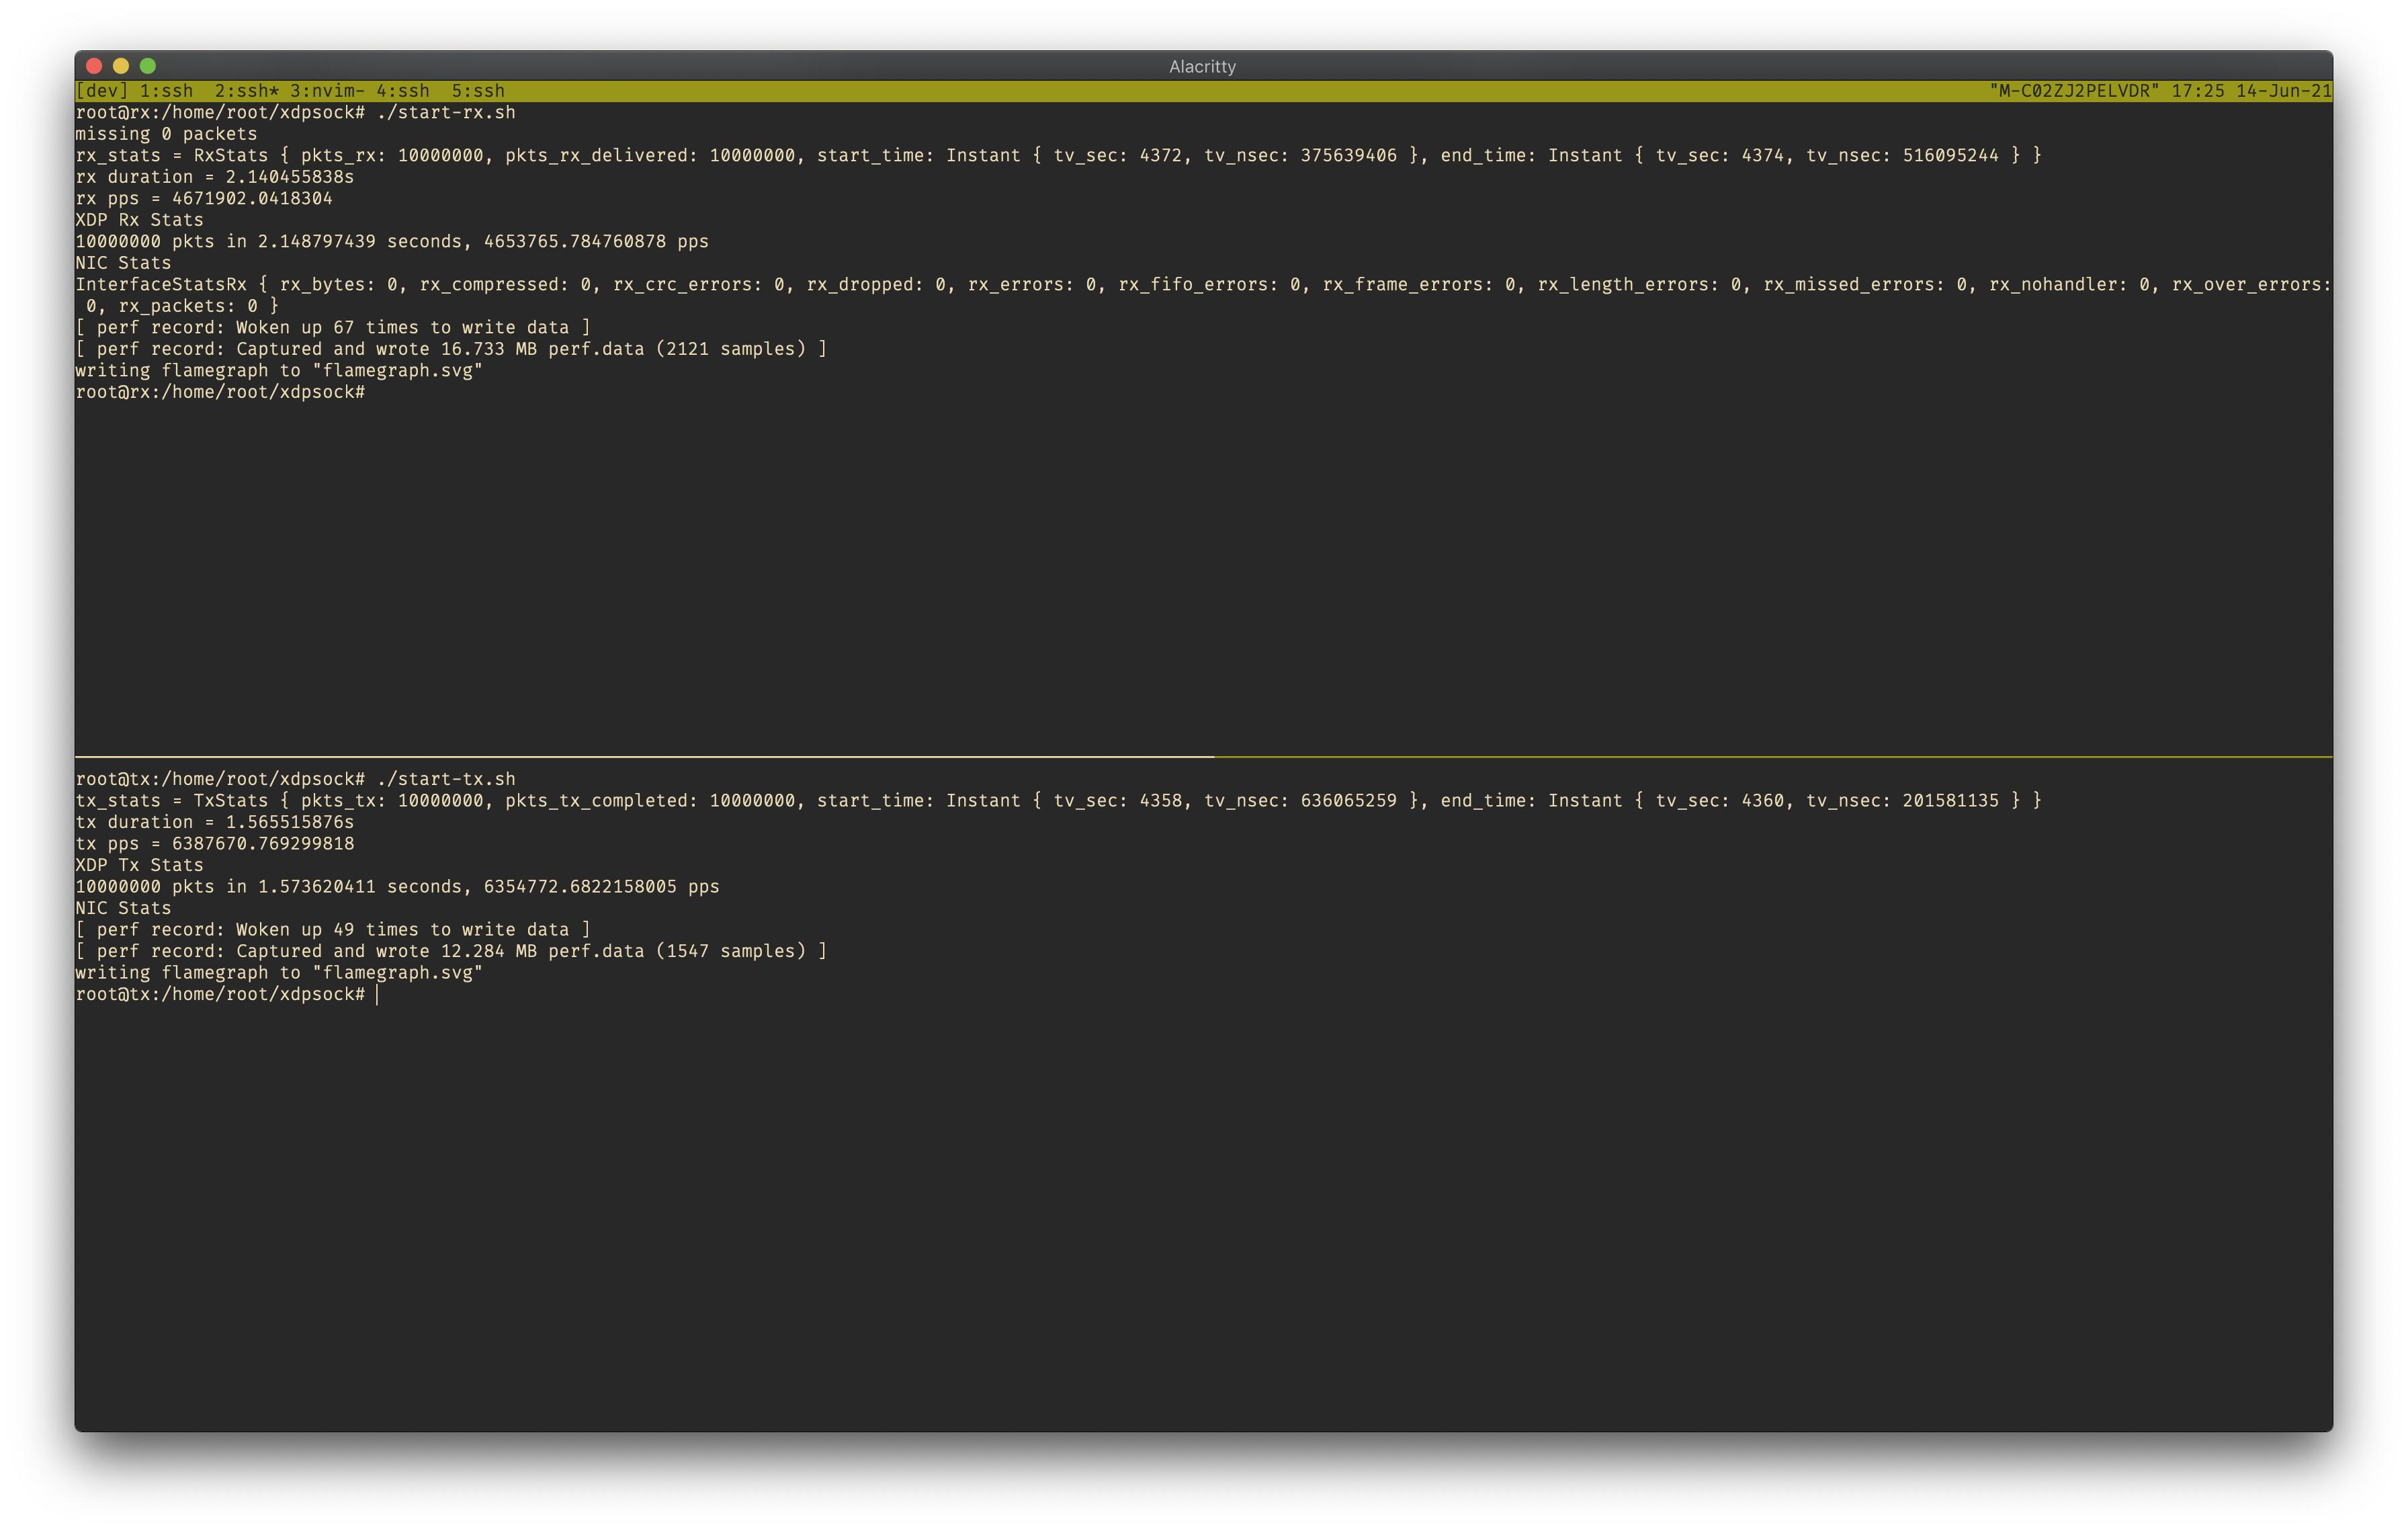 Alacritty
[dev] 1:ssh  2:ssh* 3:nvim- 4:ssh  5:ssh "M-C02ZJ2PELVDR" 17:25 14-Jun-21
root@rx:/home/root/xdpsock# ./start-rx.sh
missing 0 packets
rx_stats = RxStats { pkts_rx: 10000000, pkts_rx_delivered: 10000000, start_time: Instant { tv_sec: 4372, tv_nsec: 375639406 }, end_time: Instant { tv_sec: 4374, tv_nsec: 516095244 } }
rx duration = 2.140455838s
rx pps = 4671902.0418304
XDP Rx Stats
10000000 pkts in 2.148797439 seconds, 4653765.784760878 pps
NIC Stats
InterfaceStatsRx { rx_bytes: 0, rx_compressed: 0, rx_crc_errors: 0, rx_dropped: 0, rx_errors: 0, rx_fifo_errors: 0, rx_frame_errors: 0, rx_length_errors: 0, rx_missed_errors: 0, rx_nohandler: 0, rx_over_errors:
 0, rx_packets: 0 }
[ perf record: Woken up 67 times to write data ]
[ perf record: Captured and wrote 16.733 MB perf.data (2121 samples) ]
writing flamegraph to "flamegraph.svg"
root@rx:/home/root/xdpsock#
root@tx:/home/root/xdpsock# ./start-tx.sh
tx_stats = TxStats { pkts_tx: 10000000, pkts_tx_completed: 10000000, start_time: Instant { tv_sec: 4358, tv_nsec: 636065259 }, end_time: Instant { tv_sec: 4360, tv_nsec: 201581135 } }
tx duration = 1.565515876s
tx pps = 6387670.769299818
XDP Tx Stats
10000000 pkts in 1.573620411 seconds, 6354772.6822158005 pps
NIC Stats
[ perf record: Woken up 49 times to write data ]
[ perf record: Captured and wrote 12.284 MB perf.data (1547 samples) ]
writing flamegraph to "flamegraph.svg"
root@tx:/home/root/xdpsock#